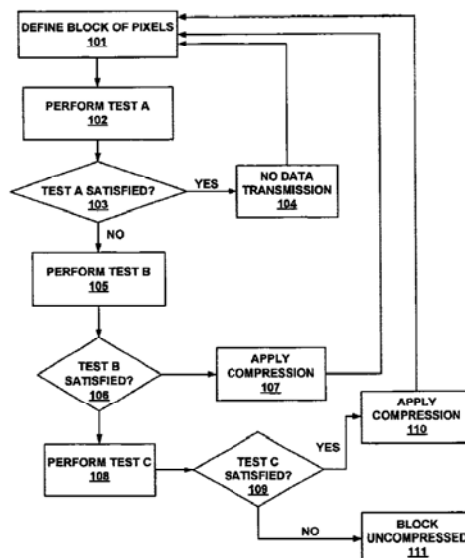 DEFINE BLOCK OF PIXELS
101
PERFORM TEST A
102
TEST A SATISFIED?
103
YES
NO DATA
TRANSMISSION
104
NO
PERFORM TEST B
105
TEST B
SATISFIED?
106
APPLY
COMPRESSION
107
PERFORM TEST C
108
TEST C
SATISFIED?
109
YES
APPLY
COMPRESSION
110
NO
BLOCK
UNCOMPRESSED
111